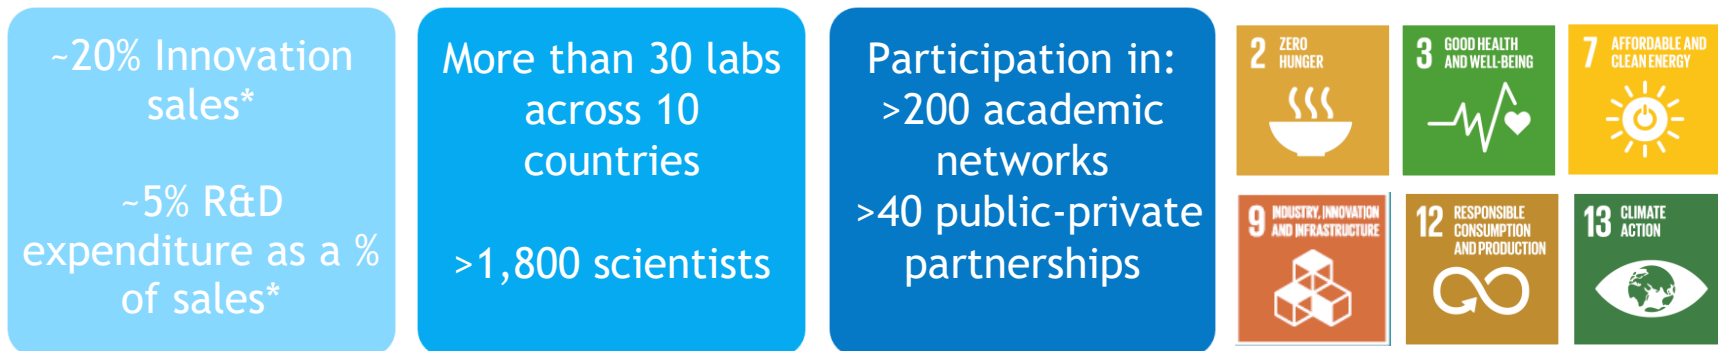 ~20% Innovation
sales*
~5% R&D
expenditure as a %
of sales*
More than 30 labs
across 10
countries
>1,800 scientists
Participation in:
>200 academic
networks
>40 public-private
partnerships
2 ZERO
HUNGER
3 GOOD HEALTH
AND WELL-BEING
7 AFFORDABLE AND
CLEAN ENERGY
9 INDUSTRY, INNOVATION
AND INFRASTRUCTURE
12 RESPONSIBLE
CONSUMPTION
AND PRODUCTION
13 CLIMATE
ACTION